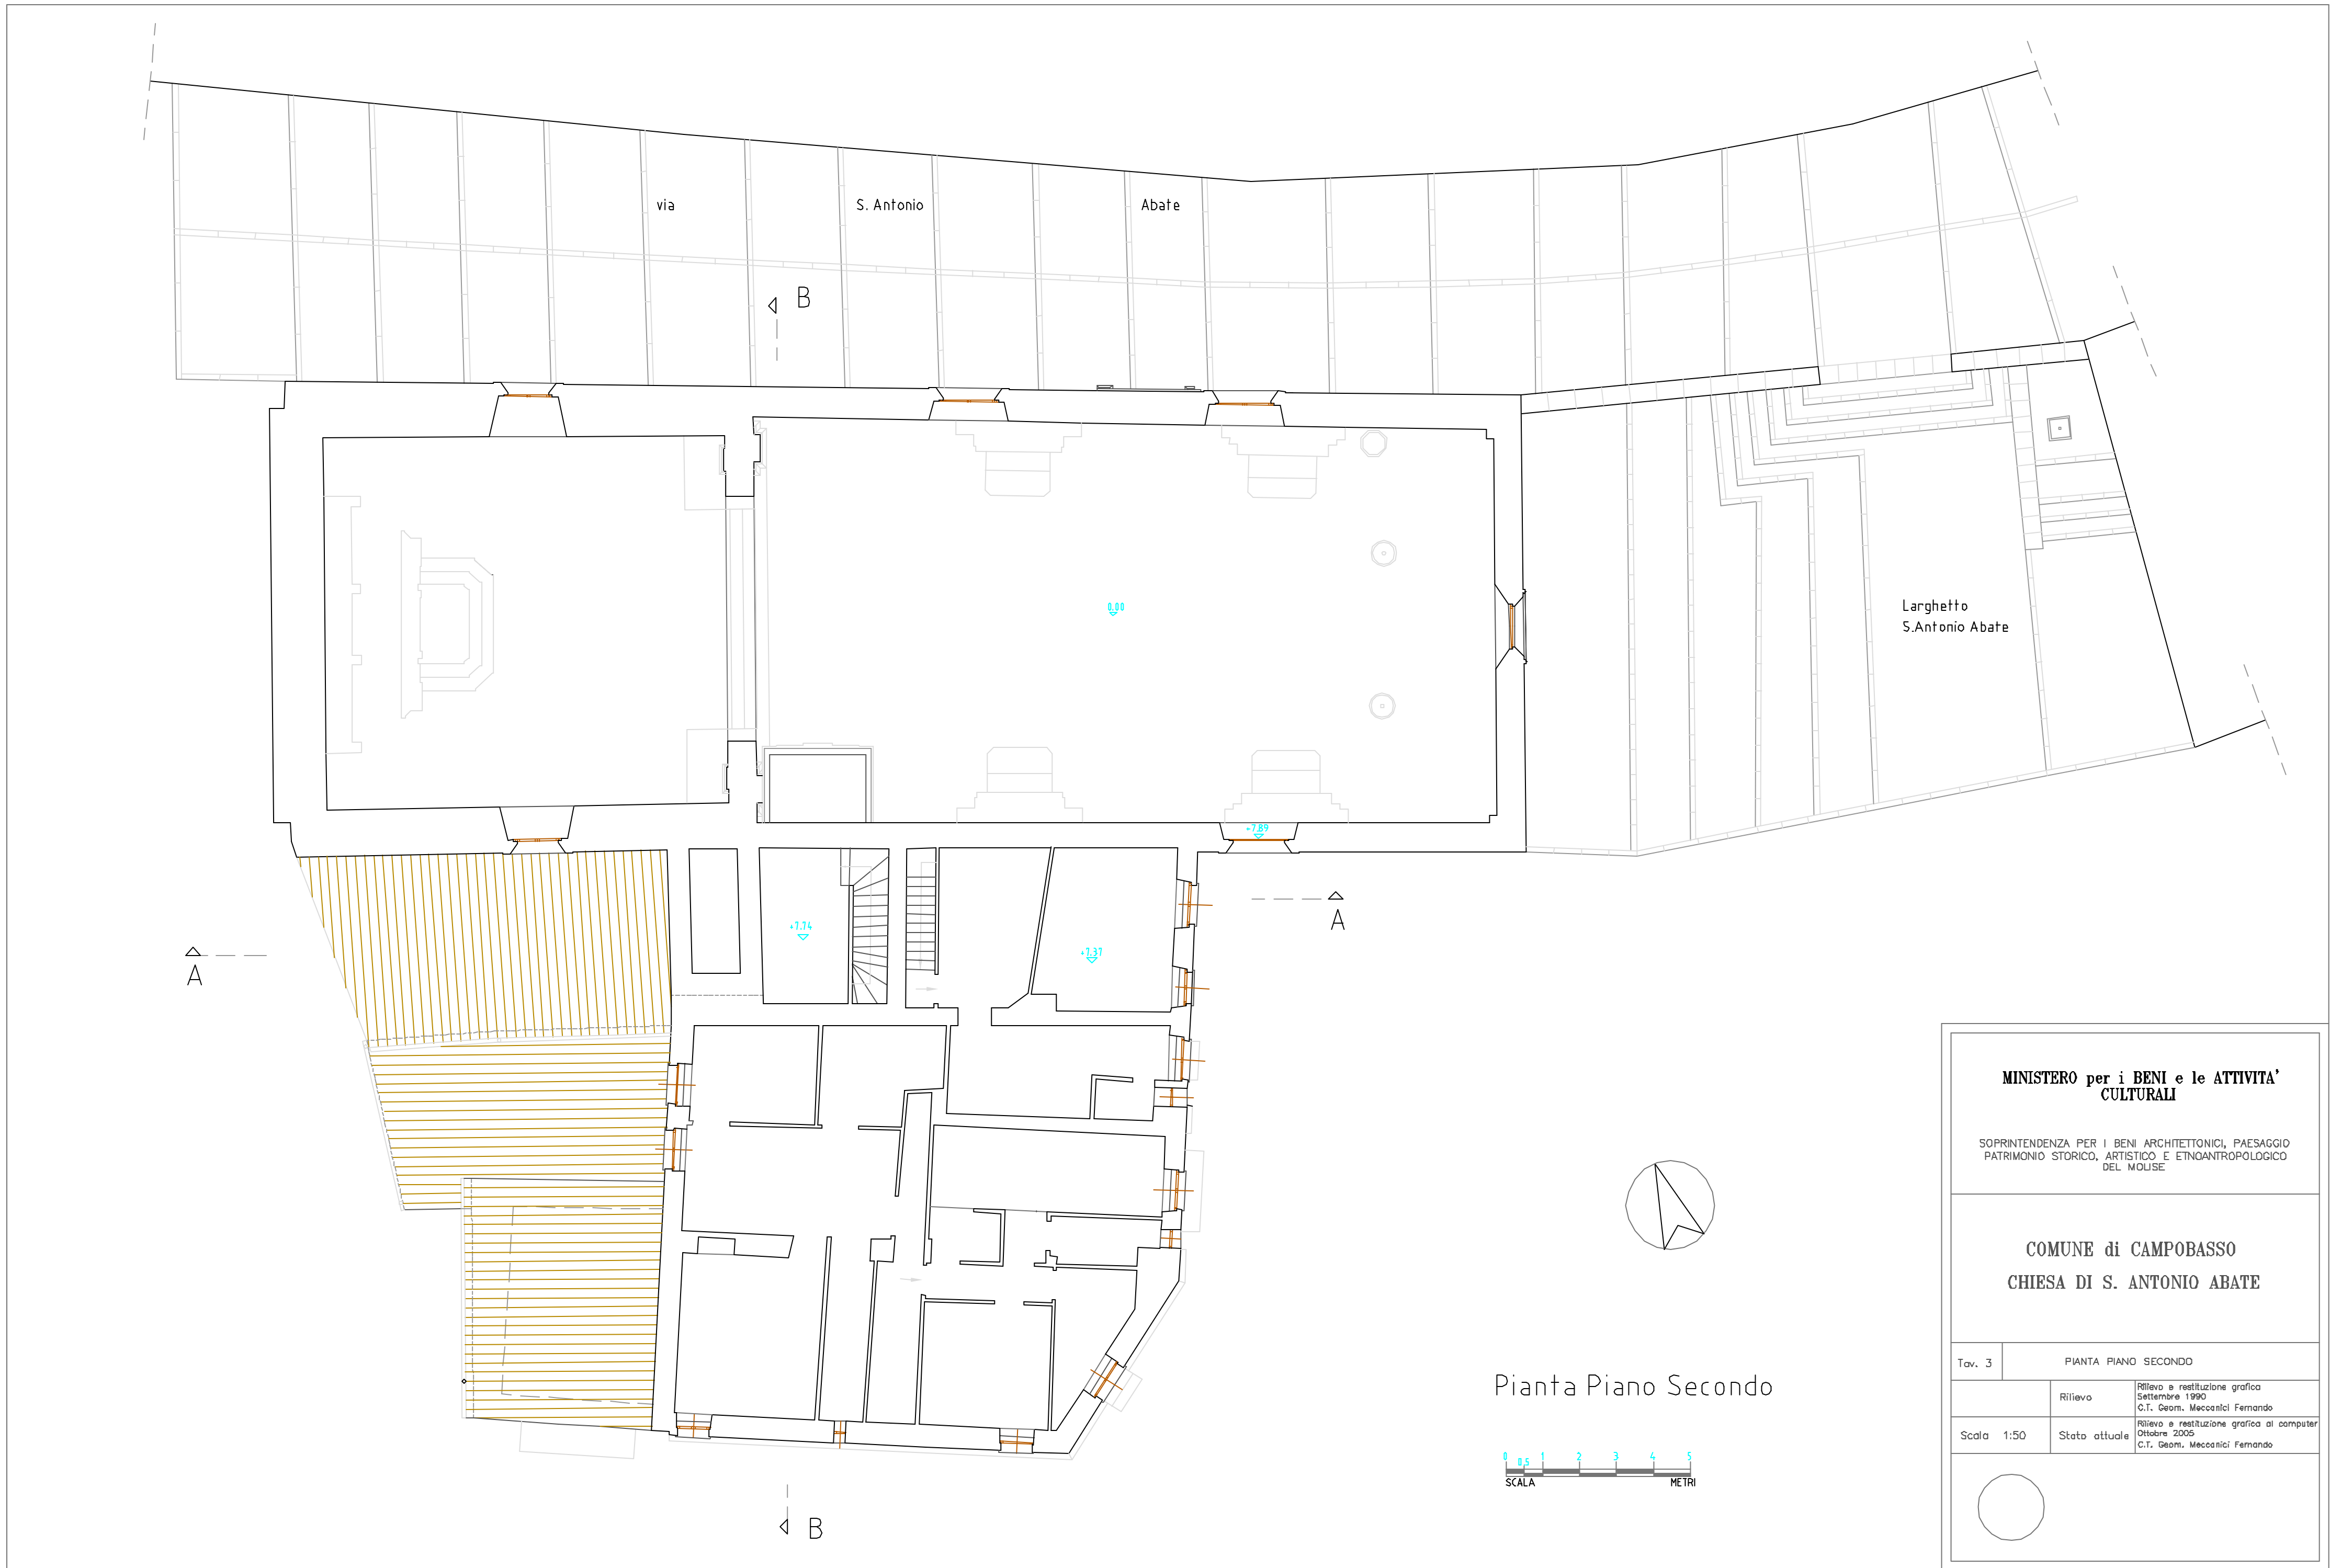 via S. Antonio Abate
B
0.00
Larghetto
S.Antonio Abate
+7.89
A
A
+7.74
+7.37
B
Pianta Piano Secondo
0 0,5 1 2 3 4 5
SCALA METRI
MINISTERO per i BENI e le ATTIVITA'
CULTURALI
SOPRINTENDENZA PER I BENI ARCHITETTONICI, PAESAGGIO
PATRIMONIO STORICO, ARTISTICO E ETNOANTROPOLOGICO
DEL MOLISE
COMUNE di CAMPOBASSO
CHIESA DI S. ANTONIO ABATE
Tav. 3 PIANTA PIANO SECONDO
Rilievo
Rilievo e restituzione grafica
Settembre 1990
C.T. Geom. Meccanici Fernando
Scala 1:50 Stato attuale
Rilievo e restituzione grafica al computer
Ottobre 2005
C.T. Geom. Meccanici Fernando